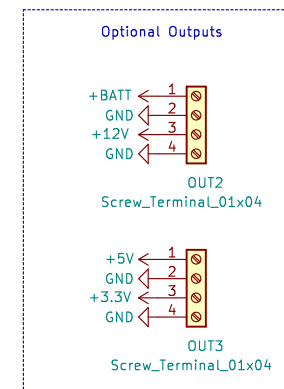 Optional Outputs
+BATT 1
GND 2
+12V 3
GND 4
OUT2
Screw_Terminal_01x04
+5V 1
GND 2
+3.3V 3
GND 4
OUT3
Screw_Terminal_01x04